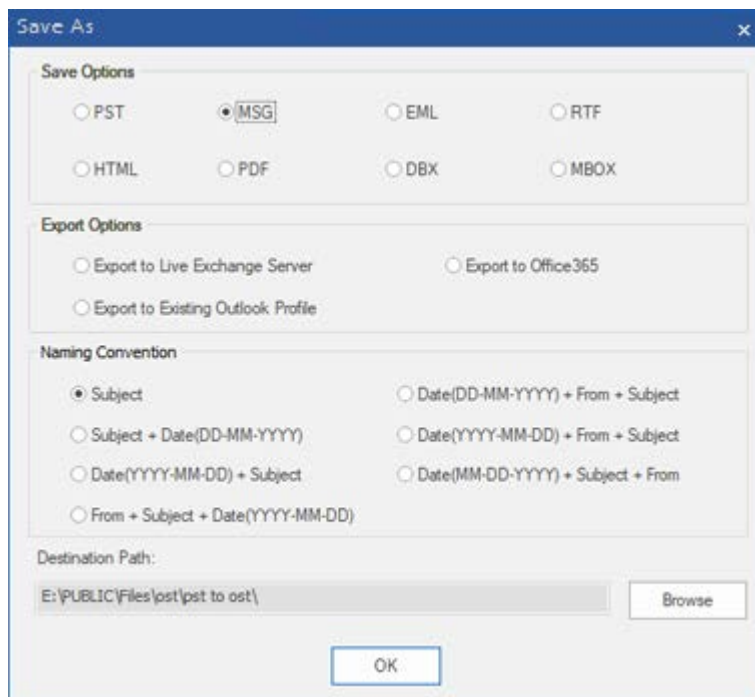 Save As
Save Options
PST MSG EML RTF
HTML PDF DBX MBOX
Export Options
Export to Live Exchange Server Export to Office365
Export to Existing Outlook Profile
Naming Convention
Subject Date(DD-MM-YYYY) + From + Subject
Subject + Date(DD-MM-YYYY) Date(YYYY-MM-DD) + From + Subject
Date(YYYY-MM-DD) + Subject Date(MM-DD-YYYY) + Subject + From
From + Subject + Date(YYYY-MM-DD)
Destination Path:
E:\PUBLIC\Files\ost\pst to ost\ Browse
OK